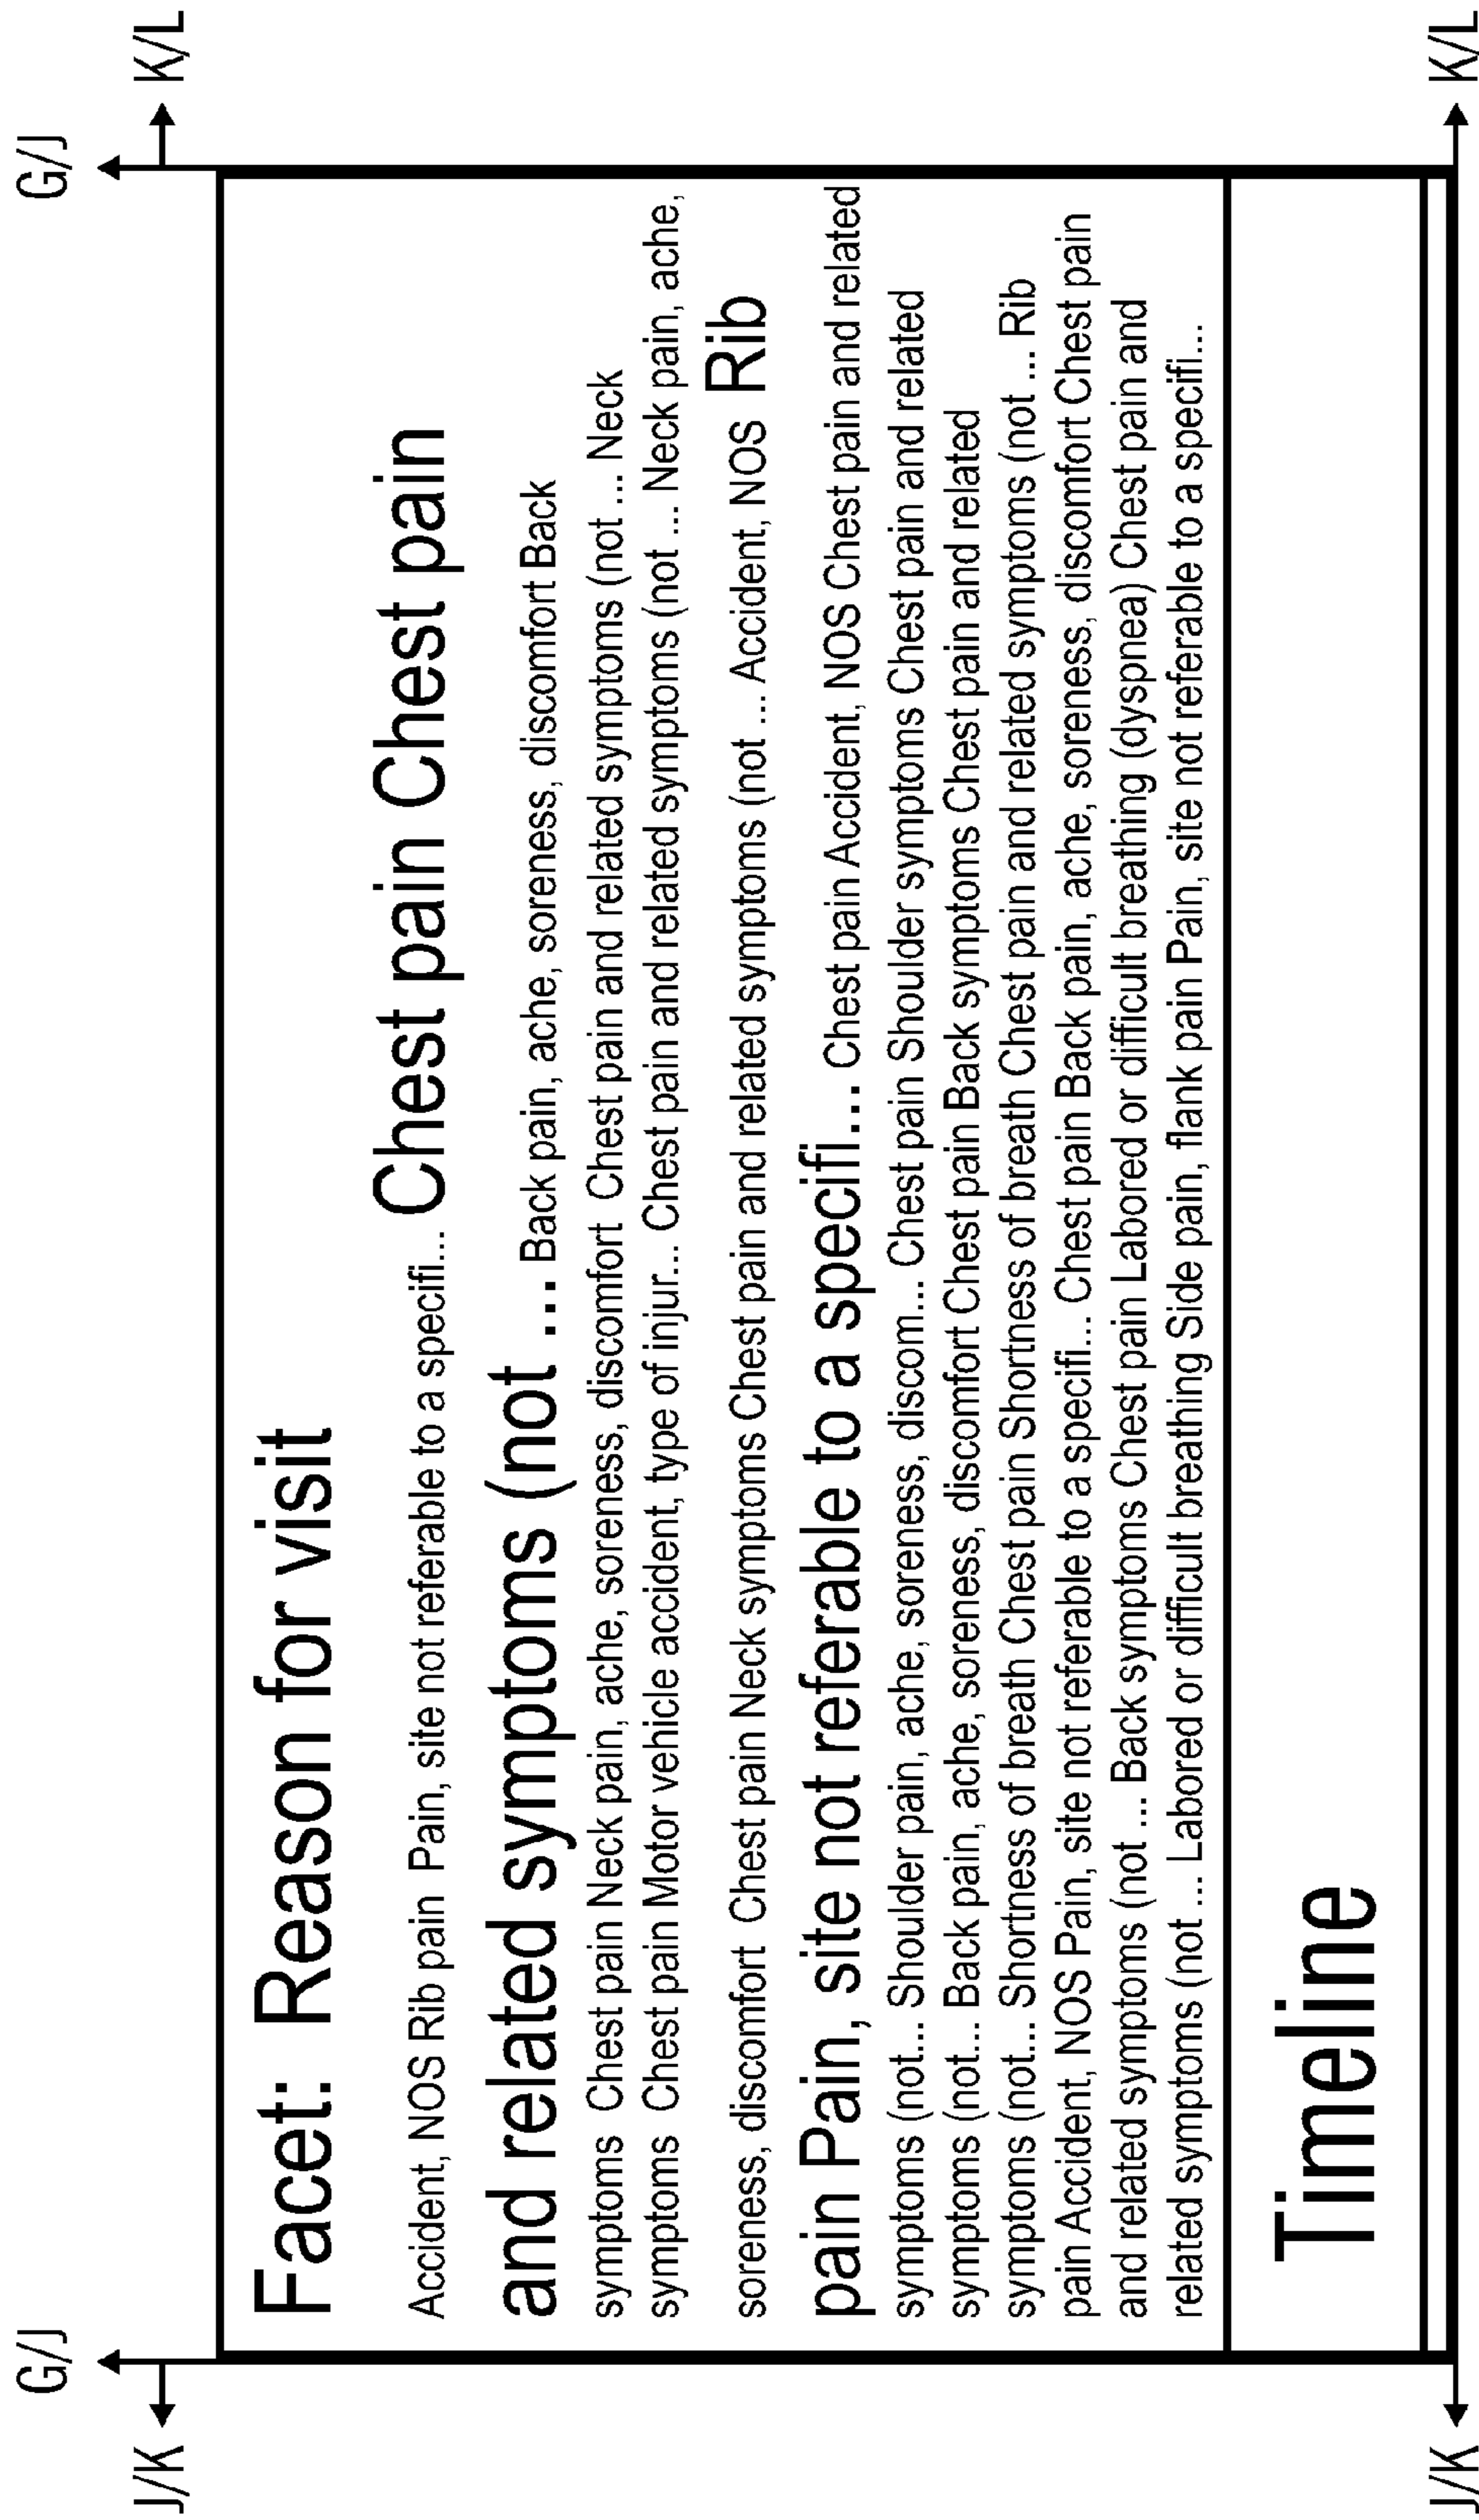 G/J G/J
J/K K/L
Facet: Reason for visit
Accident, NOS Rib pain Pain, site not referable to a specifi... Chest pain Chest pain
and related symptoms (not ... Back pain, ache, soreness, discomfort Back
symptoms Chest pain Neck pain, ache, soreness, discomfort Chest pain and related symptoms (not ... Neck
symptoms Chest pain Motor vehicle accident, type of injur... Chest pain and related symptoms (not ... Neck pain, ache,
soreness, discomfort Chest pain Neck symptoms Chest pain and related symptoms (not ... Accident, NOS Rib
pain Pain, site not referable to a specifi... Chest pain Accident, NOS Chest pain and related
symptoms (not... Shoulder pain, ache, soreness, discom... Chest pain Shoulder symptoms Chest pain and related
symptoms (not... Back pain, ache, soreness, discomfort Chest pain Back symptoms Chest pain and related
symptoms (not... Shortness of breath Chest pain Shortness of breath Chest pain and related symptoms (not ... Rib
pain Accident, NOS Pain, site not referable to a specifi... Chest pain Back pain, ache, soreness, discomfort Chest pain
and related symptoms (not ... Back symptoms Chest pain Labored or difficult breathing (dyspnea) Chest pain and
related symptoms (not ... Labored or difficult breathing Side pain, flank pain Pain, site not referable to a specifi...
Timeline
J/K K/L